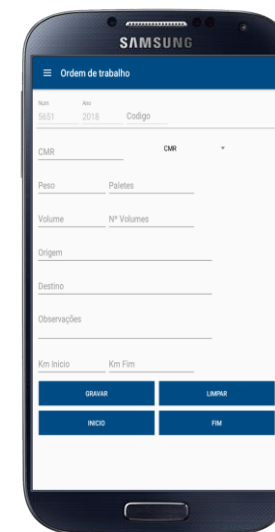 SAMSUNG
≡ Ordem de trabalho
Num Ano
5651 2018 Codigo
CMR CMR
Peso Paletes
Volume Nº Volumes
Origem
Destino
Observações
Km Inicio Km Fim
GRAVAR LIMPAR
INICIO FIM